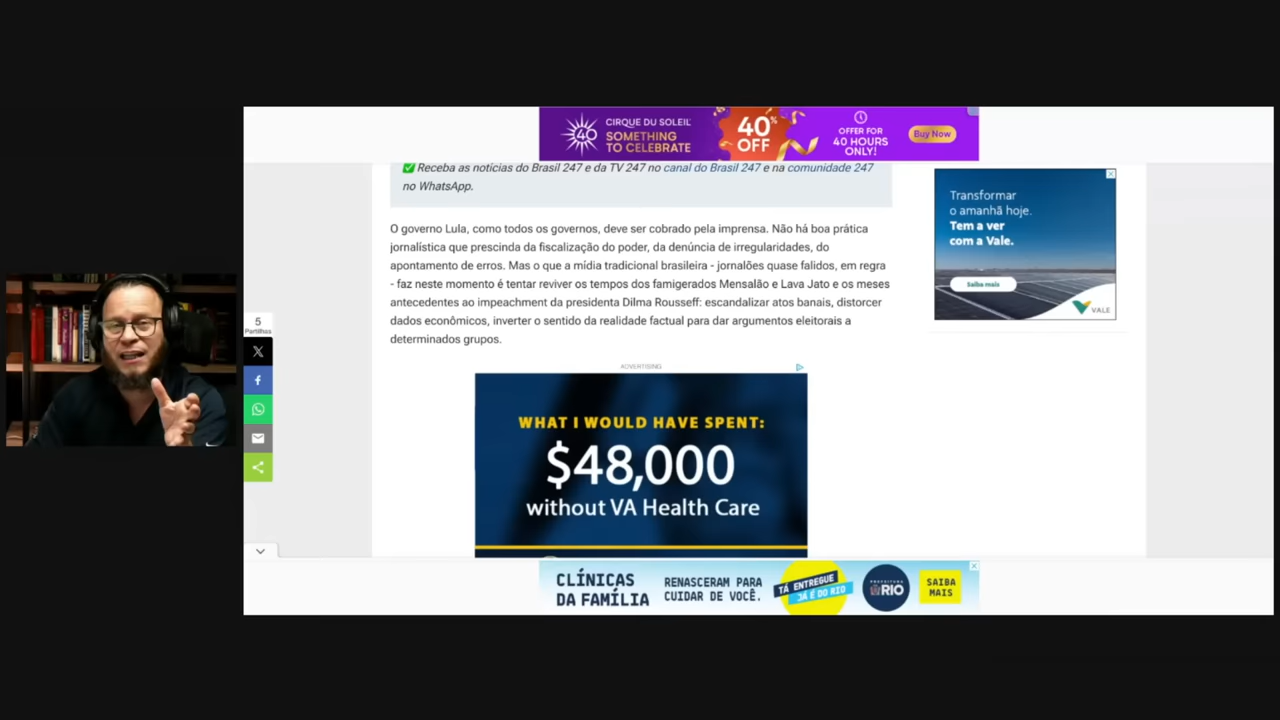 CIRQUE DU SOLEIL
40
SOMETHING
TO CELEBRATE
40%
OFF
OFFER FOR
40 HOURS
ONLY!
Buy Now
✅ Receba as notícias do Brasil 247 e da TV 247 no canal do Brasil 247 e na comunidade 247
no WhatsApp.
O governo Lula, como todos os governos, deve ser cobrado pela imprensa. Não há boa prática
jornalística que prescinda da fiscalização do poder, da denúncia de irregularidades, do
apontamento de erros. Mas o que a mídia tradicional brasileira - jornalões quase falidos, em regra
- faz neste momento é tentar reviver os tempos dos famigerados Mensalão e Lava Jato e os meses
antecedentes ao impeachment da presidenta Dilma Rousseff: escandalizar atos banais, distorcer
dados econômicos, inverter o sentido da realidade factual para dar argumentos eleitorais a
determinados grupos.
Transformar
o amanhã hoje.
Tem a ver
com a Vale.
Saiba mais
VALE
5
Partilhas
ADVERTISING
WHAT I WOULD HAVE SPENT:
$48,000
without VA Health Care
CLÍNICAS
DA FAMÍLIA
RENASCERAM PARA
CUIDAR DE VOCÊ.
TÁ ENTREGUE
JÁ É DO RIO
PREFEITURA
RIO
SAIBA
MAIS